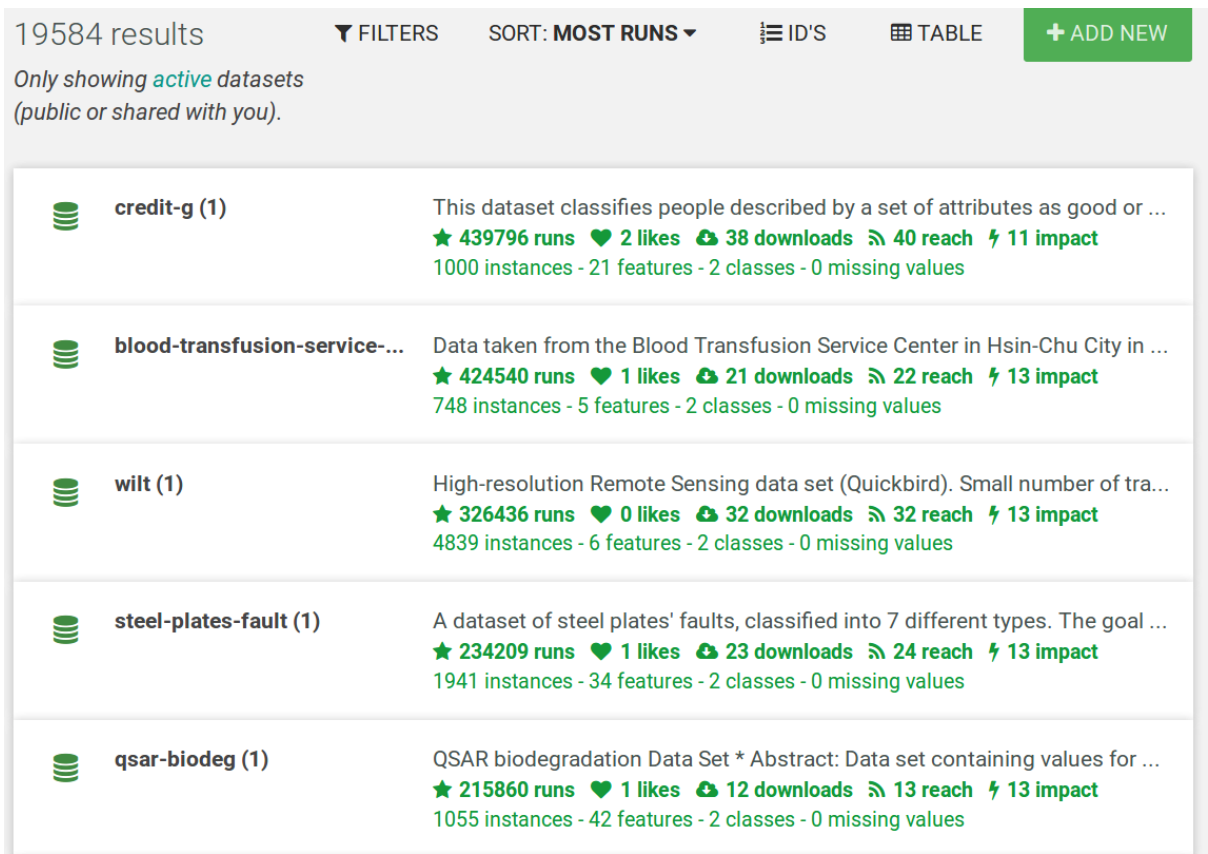 19584 results
FILTERS
SORT: MOST RUNS
ID'S
TABLE
ADD NEW
Only showing active datasets
(public or shared with you).
credit-g (1)
This dataset classifies people described by a set of attributes as good or ...
439796 runs 2 likes 38 downloads 40 reach 11 impact
1000 instances - 21 features - 2 classes - 0 missing values
blood-transfusion-service-...
Data taken from the Blood Transfusion Service Center in Hsin-Chu City in ...
424540 runs 1 likes 21 downloads 22 reach 13 impact
748 instances - 5 features - 2 classes - 0 missing values
wilt (1)
High-resolution Remote Sensing data set (Quickbird). Small number of tra...
326436 runs 0 likes 32 downloads 32 reach 13 impact
4839 instances - 6 features - 2 classes - 0 missing values
steel-plates-fault (1)
A dataset of steel plates' faults, classified into 7 different types. The goal ...
234209 runs 1 likes 23 downloads 24 reach 13 impact
1941 instances - 34 features - 2 classes - 0 missing values
qsar-biodeg (1)
QSAR biodegradation Data Set * Abstract: Data set containing values for ...
215860 runs 1 likes 12 downloads 13 reach 13 impact
1055 instances - 42 features - 2 classes - 0 missing values